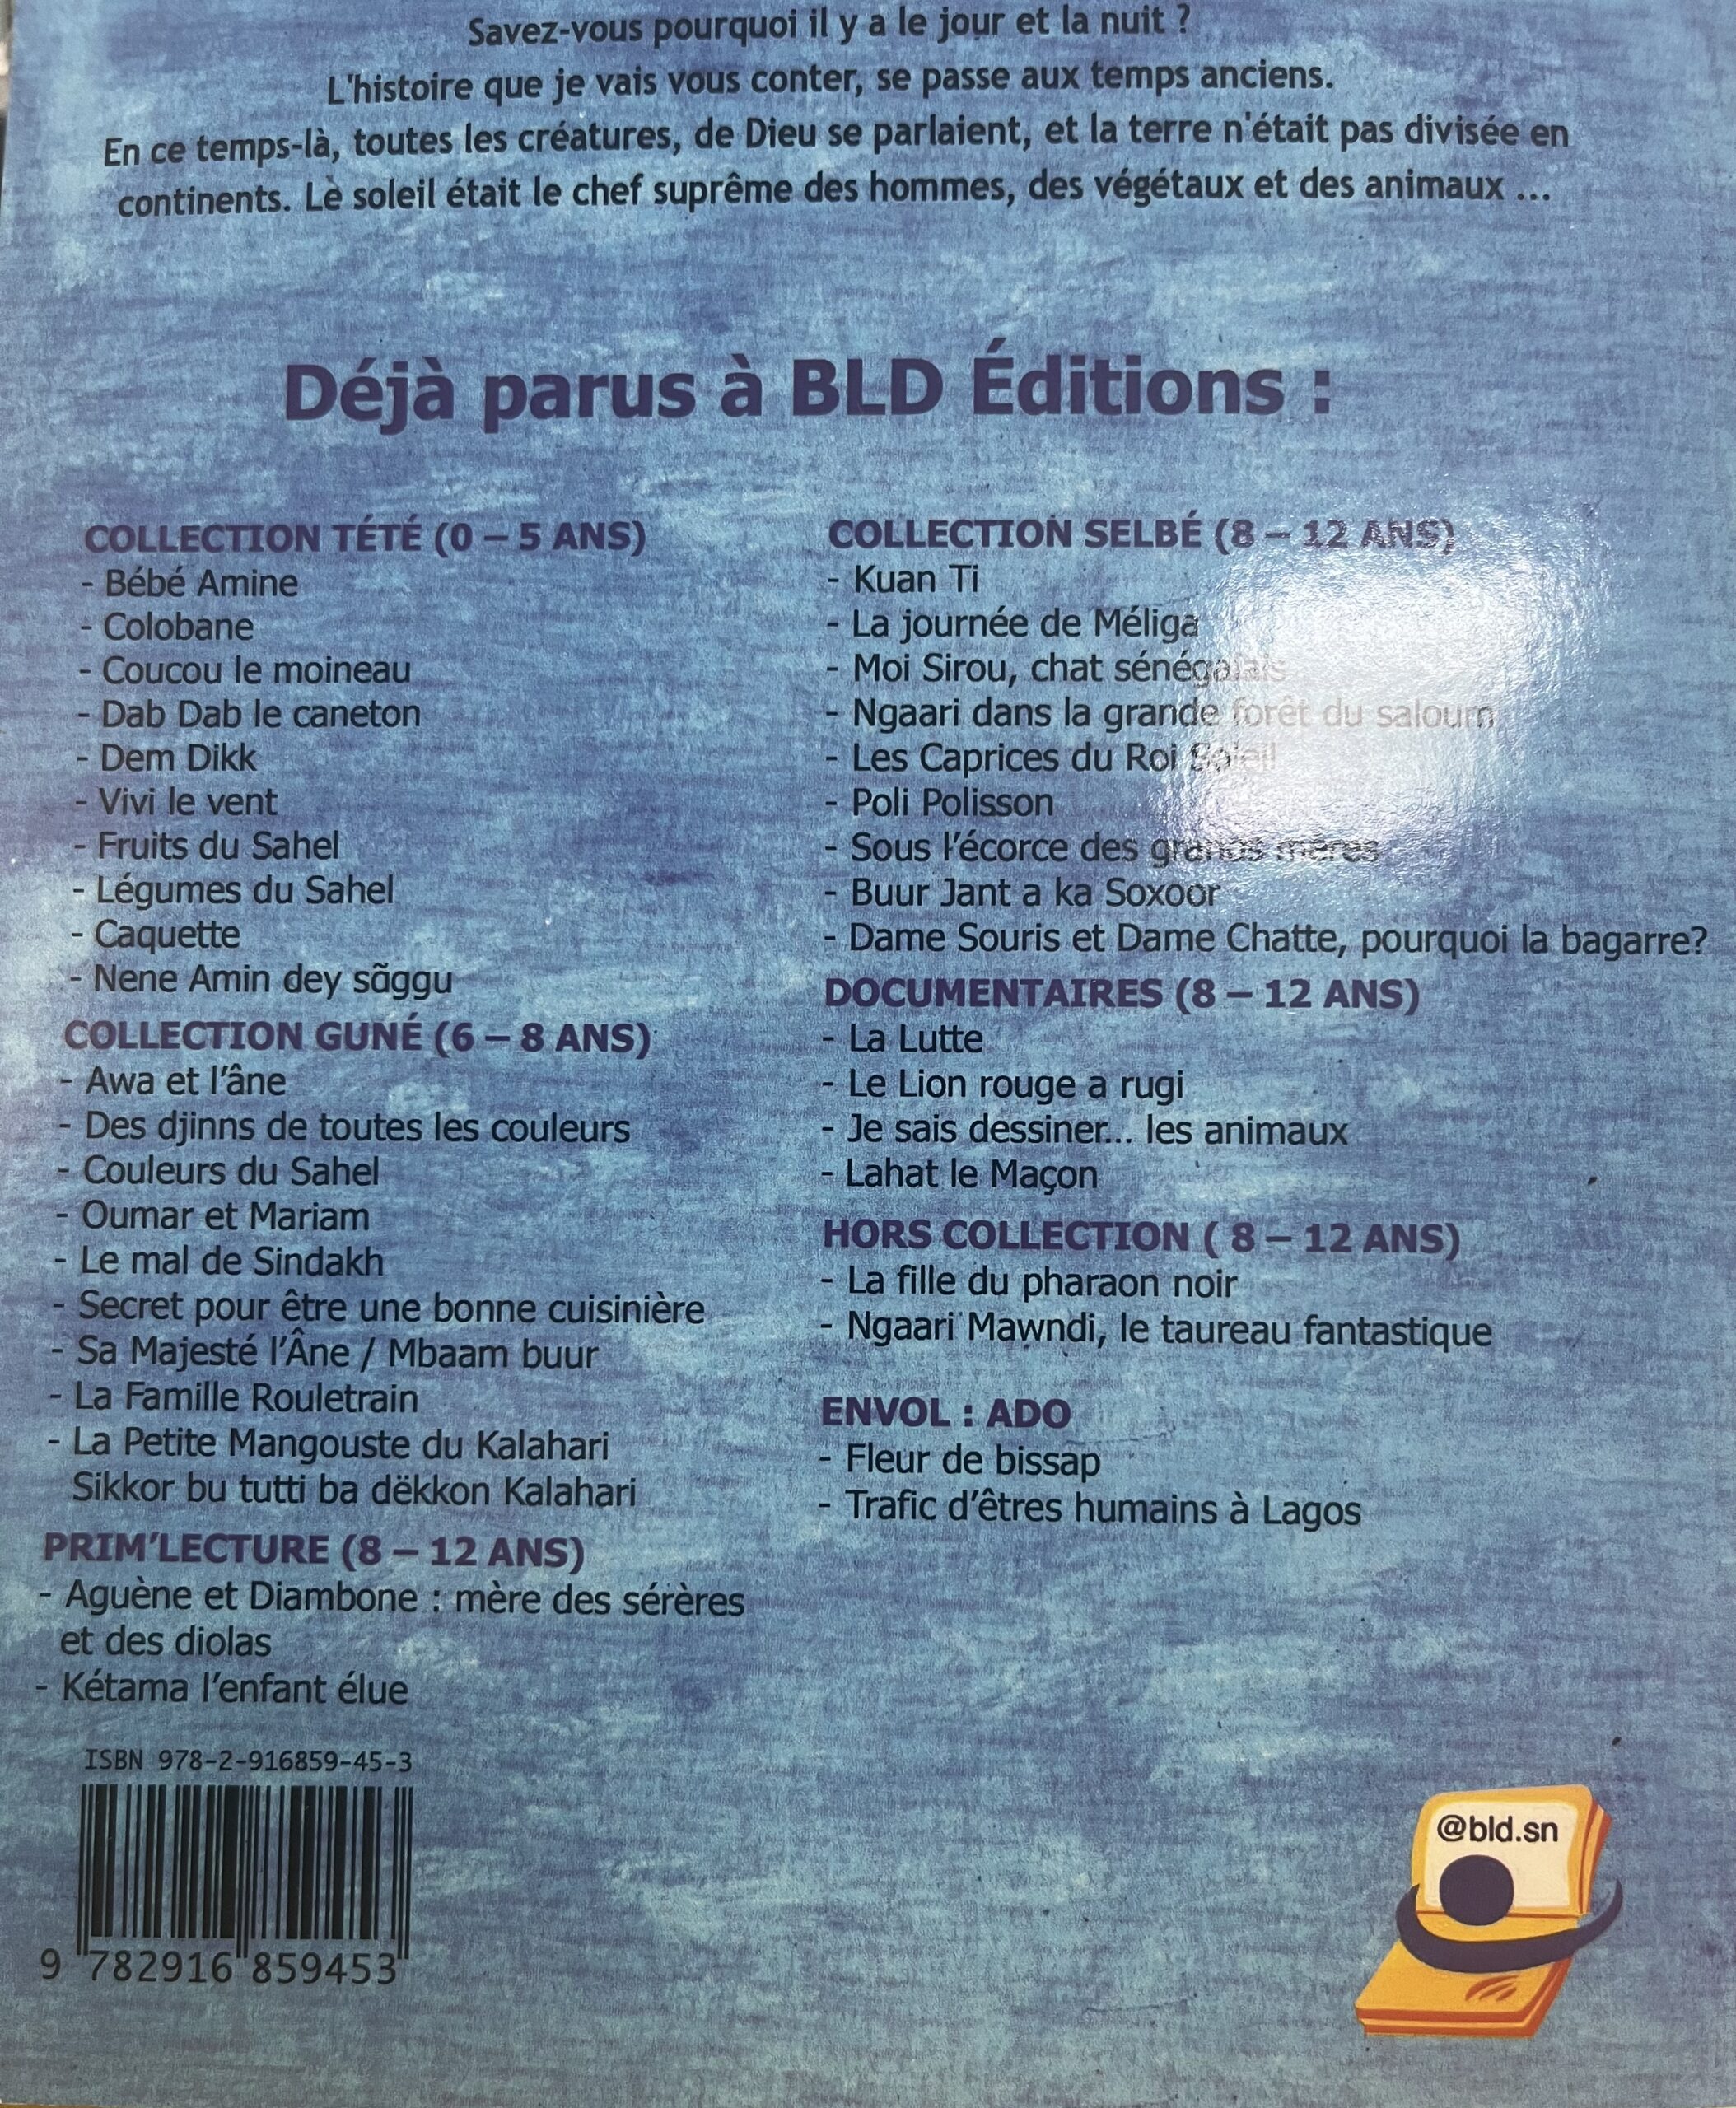 Savez-vous pourquoi il y a le jour et la nuit ?
L'histoire que je vais vous conter, se passe aux temps anciens.
En ce temps-là, toutes les créatures, de Dieu se parlaient, et la terre n'était pas divisée en
continents. Le soleil était le chef suprême des hommes, des végétaux et des animaux ...
Déjà parus à BLD Éditions :
COLLECTION TÉTÉ (0 – 5 ANS)
- Bébé Amine
- Colobane
- Coucou le moineau
- Dab Dab le caneton
- Dem Dikk
- Vivi le vent
- Fruits du Sahel
- Légumes du Sahel
- Caquette
- Nene Amin dey sãggu
COLLECTION GUNÉ (6 – 8 ANS)
- Awa et l'âne
- Des djinns de toutes les couleurs
- Couleurs du Sahel
- Oumar et Mariam
- Le mal de Sindakh
- Secret pour être une bonne cuisinière
- Sa Majesté l'Âne / Mbaam buur
- La Famille Rouletrain
- La Petite Mangouste du Kalahari
Sikkor bu tutti ba dëkkon Kalahari
PRIM'LECTURE (8 – 12 ANS)
- Aguène et Diambone : mère des sérères
et des diolas
- Kétama l'enfant élue
COLLECTION SELBÉ (8 – 12 ANS)
- Kuan Ti
- La journée de Méliga
- Moi Sirou, chat sénégalais
- Ngaari dans la grande forêt du saloum
- Les Caprices du Roi Soleil
- Poli Polisson
- Sous l'écorce des grands mères
- Buur Jant a ka Soxoor
- Dame Souris et Dame Chatte, pourquoi la bagarre?
DOCUMENTAIRES (8 – 12 ANS)
- La Lutte
- Le Lion rouge a rugi
- Je sais dessiner... les animaux
- Lahat le Maçon
HORS COLLECTION ( 8 – 12 ANS)
- La fille du pharaon noir
- Ngaari Mawndi, le taureau fantastique
ENVOL : ADO
- Fleur de bissap
- Trafic d'êtres humains à Lagos
ISBN 978-2-916859-45-3
9 782916 859453
@bld.sn